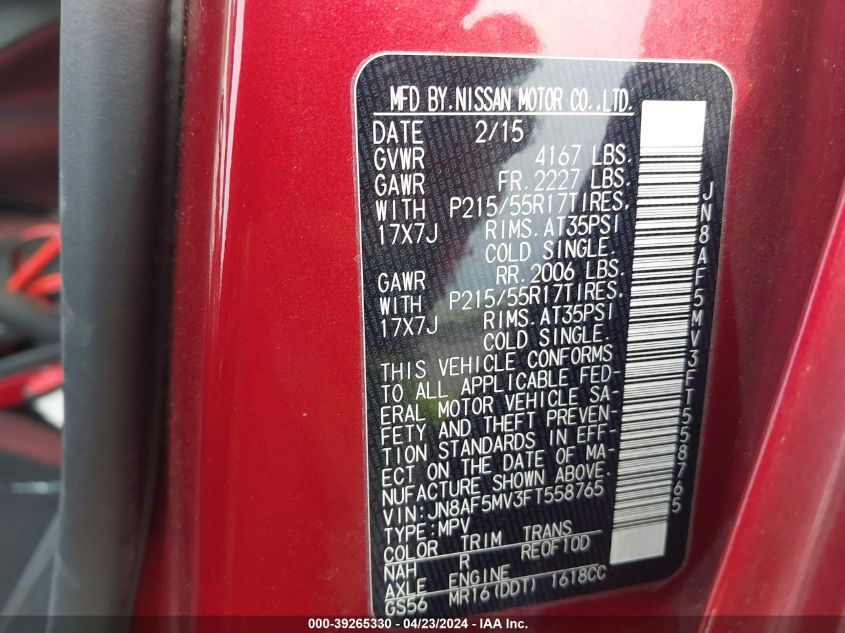 MFD BY.NISSAN MOTOR CO.,LTD.
DATE 2/15
GVWR 4167 LBS.
GAWR FR.2227 LBS.
WITH P215/55R17TIRES.
17X7J RIMS.AT35PSI
COLD SINGLE.
GAWR RR.2006 LBS.
WITH P215/55R17TIRES.
17X7J RIMS.AT35PSI
COLD SINGLE.
THIS VEHICLE CONFORMS
TO ALL APPLICABLE FED-
ERAL MOTOR VEHICLE SA-
FETY AND THEFT PREVEN-
TION STANDARDS IN EFF-
ECT ON THE DATE OF MA-
NUFACTURE SHOWN ABOVE.
VIN:JN8AF5MV3FT558765
TYPE:MPV
COLOR TRIM TRANS
NAH R RE0F10D
AXLE ENGINE
GS56 MR16(DDT) 1618CC
JN8AF5MV3FT558765
000-39265330 - 04/23/2024 - IAAI.com